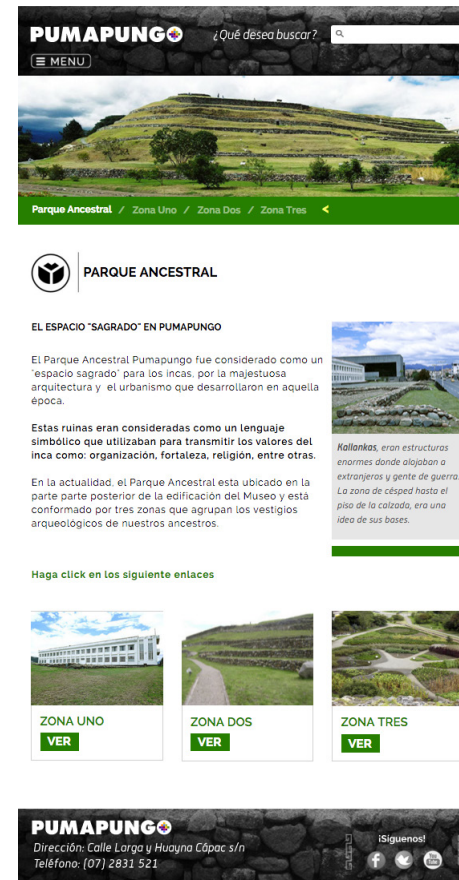 PUMAPUNGO
¿Qué desea buscar?
MENU
Parque Ancestral / Zona Uno / Zona Dos / Zona Tres <
PARQUE ANCESTRAL
EL ESPACIO "SAGRADO" EN PUMAPUNGO
El Parque Ancestral Pumapungo fue considerado como un
"espacio sagrado" para los incas, por la majestuosa
arquitectura y el urbanismo que desarrollaron en aquella
época.
Estas ruinas eran consideradas como un lenguaje
simbólico que utilizaban para transmitir los valores del
inca como: organización, fortaleza, religión, entre otras.
En la actualidad, el Parque Ancestral esta ubicado en la
parte parte posterior de la edificación del Museo y está
conformado por tres zonas que agrupan los vestigios
arqueológicos de nuestros ancestros.
Kallankas, eran estructuras
enormes donde alojaban a
extranjeros y gente de guerra.
La zona de césped hasta el
piso de la calzada, era una
idea de sus bases.
Haga click en los siguiente enlaces
ZONA UNO
VER
ZONA DOS
VER
ZONA TRES
VER
PUMAPUNGO
Dirección: Calle Larga y Huayna Cápac s/n
Teléfono: (07) 2831 521
¡Síguenos!
f
You
Tube